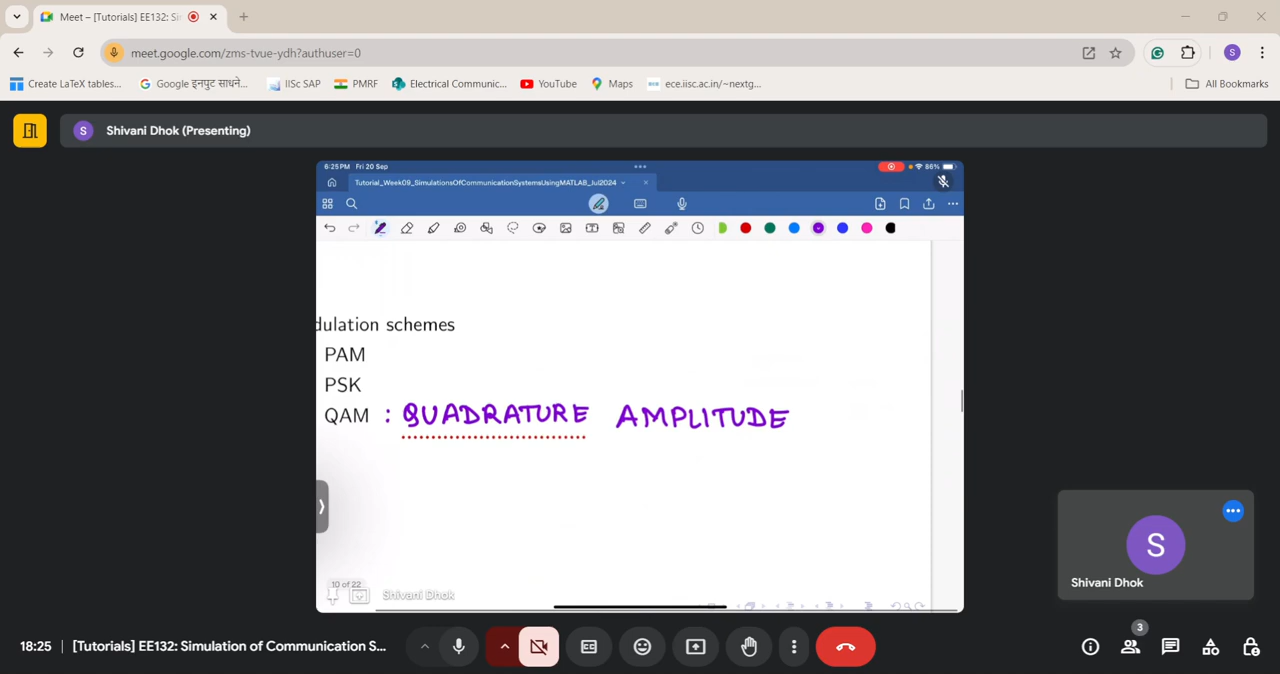 Meet – [Tutorials] EE132: Si
meet.google.com/zms-tvue-ydh?authuser=0
S
Create LaTeX tables...
Google इनपुट साधने...
IISc SAP
PMRF
Electrical Communic...
YouTube
Maps
ece.iisc.ac.in/~nextg...
All Bookmarks
S Shivani Dhok (Presenting)
6:25 PM Fri 20 Sep
86%
Tutorial_Week09_SimulationsOfCommunicationSystemsUsingMATLAB_Jul2024
dulation schemes
PAM
PSK
QAM : QUADRATURE AMPLITUDE
10 of 22
Shivani Dhok
S
Shivani Dhok
18:25 | [Tutorials] EE132: Simulation of Communication S...
3